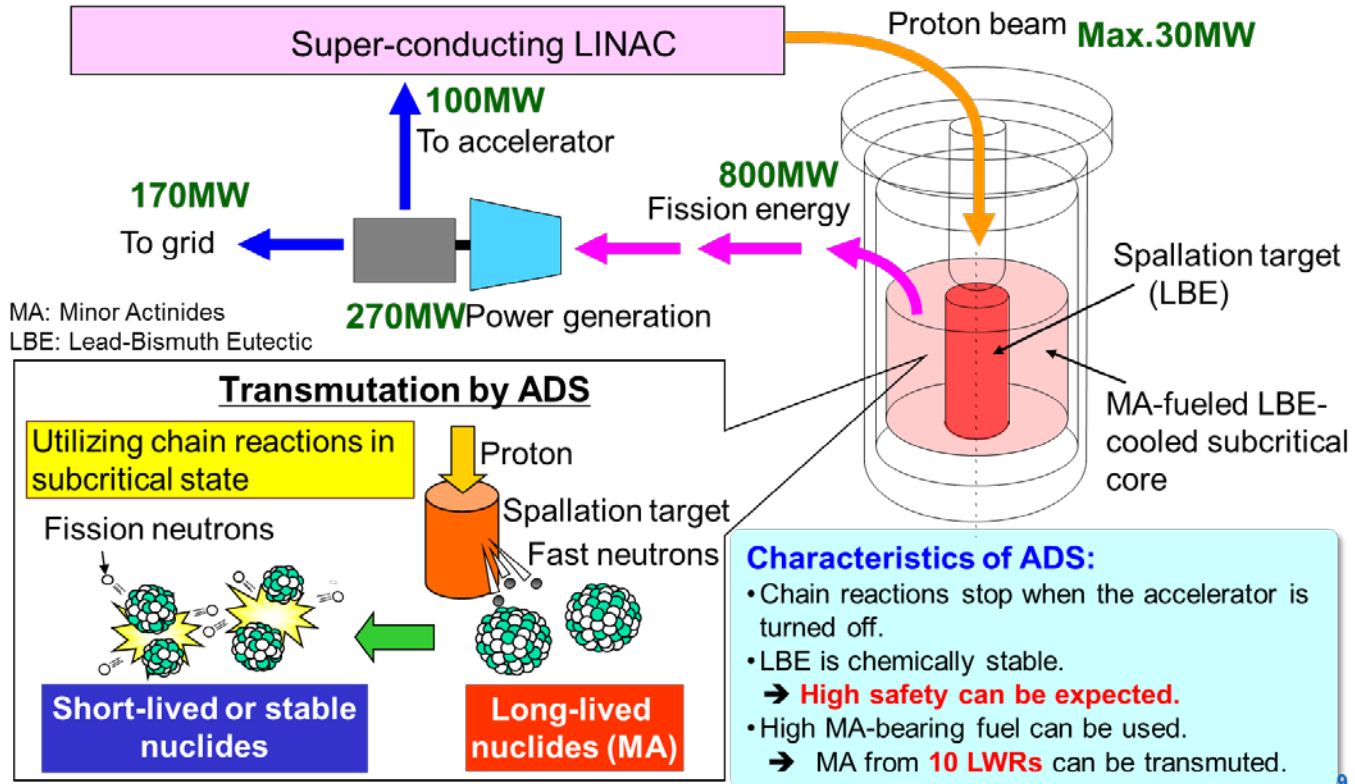 Super-conducting LINAC
Proton beam Max.30MW
100MW
To accelerator
170MW
To grid
800MW
Fission energy
270MW Power generation
MA: Minor Actinides
LBE: Lead-Bismuth Eutectic
Spallation target
(LBE)
MA-fueled LBE-
cooled subcritical
core
Transmutation by ADS
Utilizing chain reactions in
subcritical state
Proton
Spallation target
Fission neutrons
Fast neutrons
Short-lived or stable
nuclides
Long-lived
nuclides (MA)
Characteristics of ADS:
•Chain reactions stop when the accelerator is
turned off.
•LBE is chemically stable.
➔ High safety can be expected.
•High MA-bearing fuel can be used.
➔ MA from 10 LWRs can be transmuted.
9